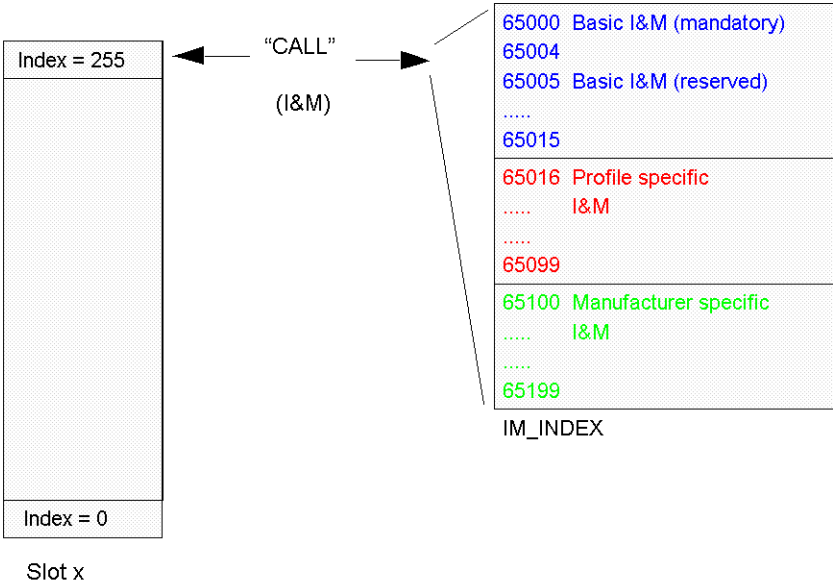 Index = 255
Index = 0
Slot x
“CALL”
(I&M)
65000 Basic I&M (mandatory)
65004
65005 Basic I&M (reserved)
.....
65015
65016 Profile specific
..... I&M
.....
65099
65100 Manufacturer specific
..... I&M
.....
65199
IM_INDEX